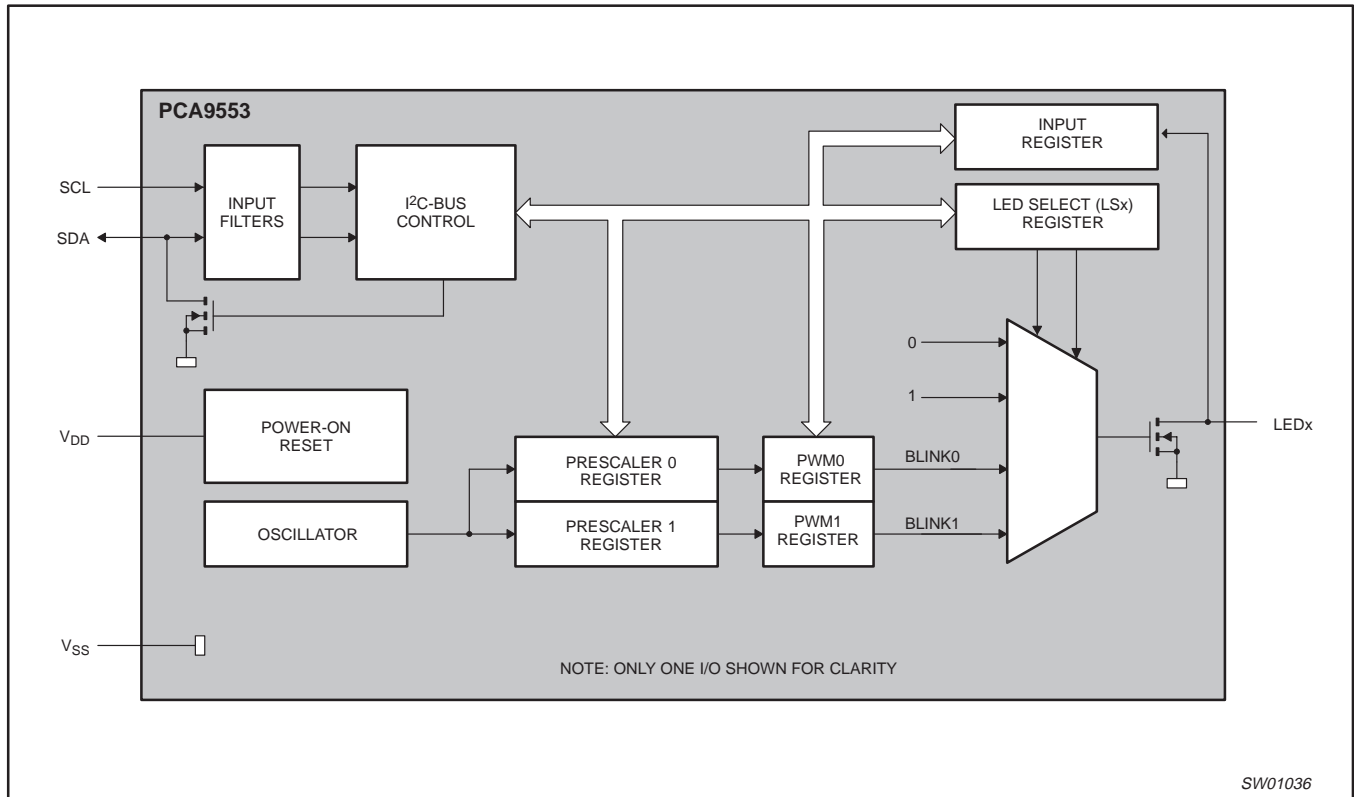 PCA9553
SCL
SDA
INPUT
FILTERS
I²C-BUS
CONTROL
INPUT
REGISTER
LED SELECT (LSx)
REGISTER
0
1
VDD
POWER-ON
RESET
OSCILLATOR
PRESCALER 0
REGISTER
PRESCALER 1
REGISTER
PWM0
REGISTER
PWM1
REGISTER
BLINK0
BLINK1
LEDx
VSS
NOTE: ONLY ONE I/O SHOWN FOR CLARITY
SW01036